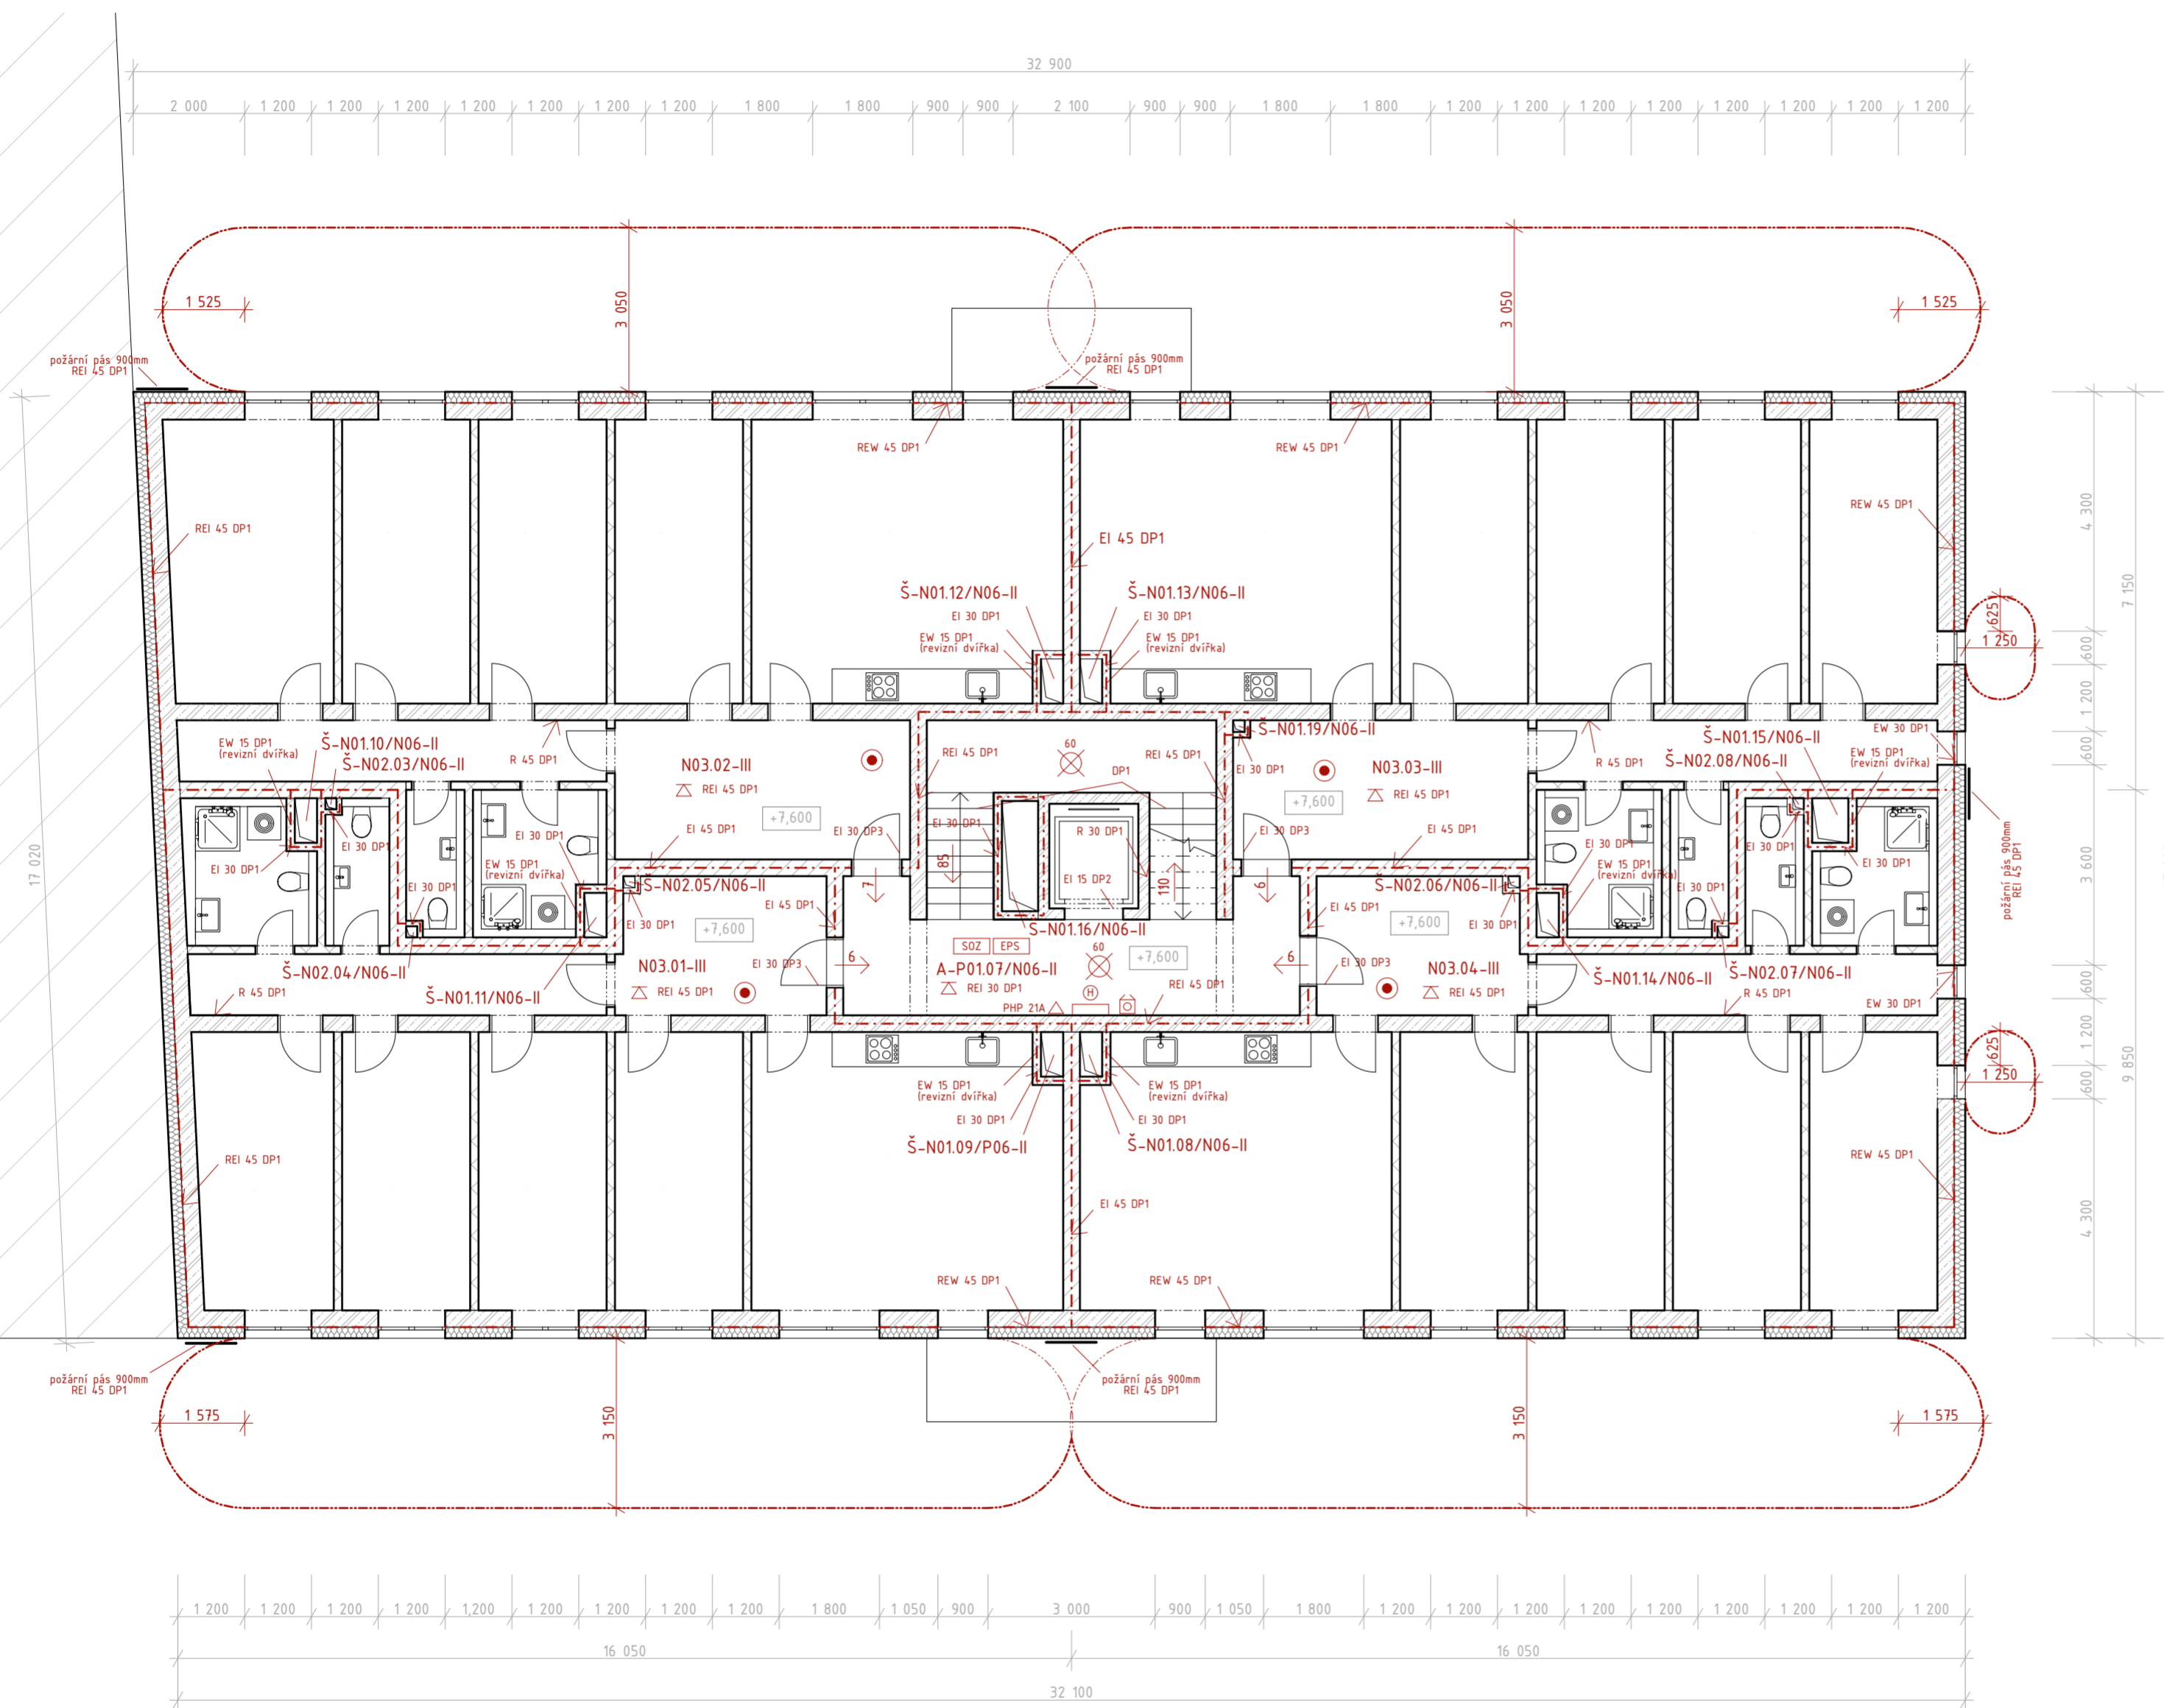 32 900
2 000 1 200 1 200 1 200 1 200 1 200 1 200 1 200 1 800 1 800 900 900 2 100 900 900 1 800 1 800 1 200 1 200 1 200 1 200 1 200 1 200 1 200 1 200
1 525
3 050
3 050
1 525
požární pás 900mm
REI 45 DP1
požární pás 900mm
REI 45 DP1
REW 45 DP1
REW 45 DP1
REI 45 DP1
EI 45 DP1
REW 45 DP1
4 300
7 150
Š-N01.12/N06-II
Š-N01.13/N06-II
EI 30 DP1
EI 30 DP1
EW 15 DP1
(revizní dvířka)
EW 15 DP1
(revizní dvířka)
625
1 250
600
1 200
600
EW 15 DP1
(revizní dvířka)
Š-N01.10/N06-II
Š-N02.03/N06-II
R 45 DP1
N03.02-III
REI 45 DP1
+7,600
REI 45 DP1
60
REI 45 DP1
DP1
Š-N01.19/N06-II
EI 30 DP1
N03.03-III
REI 45 DP1
+7,600
R 45 DP1
Š-N01.15/N06-II
Š-N02.08/N06-II
EW 30 DP1
EW 15 DP1
(revizní dvířka)
EI 30 DP1
EI 30 DP1
EI 30 DP1
EI 30 DP1
EW 15 DP1
(revizní dvířka)
EI 45 DP1
EI 30 DP3
EI 30 DP1
R 30 DP1
EI 30 DP3
EI 45 DP1
EI 30 DP1
EW 15 DP1
(revizní dvířka)
EI 30 DP1
EI 30 DP1
EI 30 DP1
požární pás 900mm
REI 45 DP1
3 600
17 020
85
7
EI 15 DP2
110
6
Š-N02.05/N06-II
EI 30 DP1
EI 45 DP1
+7,600
Š-N02.06/N06-II
EI 45 DP1
+7,600
EI 30 DP1
Š-N01.16/N06-II
SOZ
EPS
60
+7,600
A-P01.07/N06-II
REI 30 DP1
H
PHP 21A
REI 45 DP1
6
6
EI 30 DP3
EI 30 DP3
Š-N02.04/N06-II
Š-N01.11/N06-II
R 45 DP1
N03.01-III
REI 45 DP1
N03.04-III
REI 45 DP1
Š-N01.14/N06-II
Š-N02.07/N06-II
R 45 DP1
EW 30 DP1
600
1 200
600
625
1 250
9 850
EW 15 DP1
(revizní dvířka)
EW 15 DP1
(revizní dvířka)
EI 30 DP1
EI 30 DP1
Š-N01.09/P06-II
Š-N01.08/N06-II
REI 45 DP1
EI 45 DP1
REW 45 DP1
4 300
REW 45 DP1
REW 45 DP1
požární pás 900mm
REI 45 DP1
požární pás 900mm
REI 45 DP1
1 575
3 150
3 150
1 575
1 200 1 200 1 200 1 200 1,200 1 200 1 200 1 200 1 200 1 800 1 050 900 3 000 900 1 050 1 800 1 200 1 200 1 200 1 200 1 200 1 200 1 200 1 200 1 200
16 050
16 050
32 100